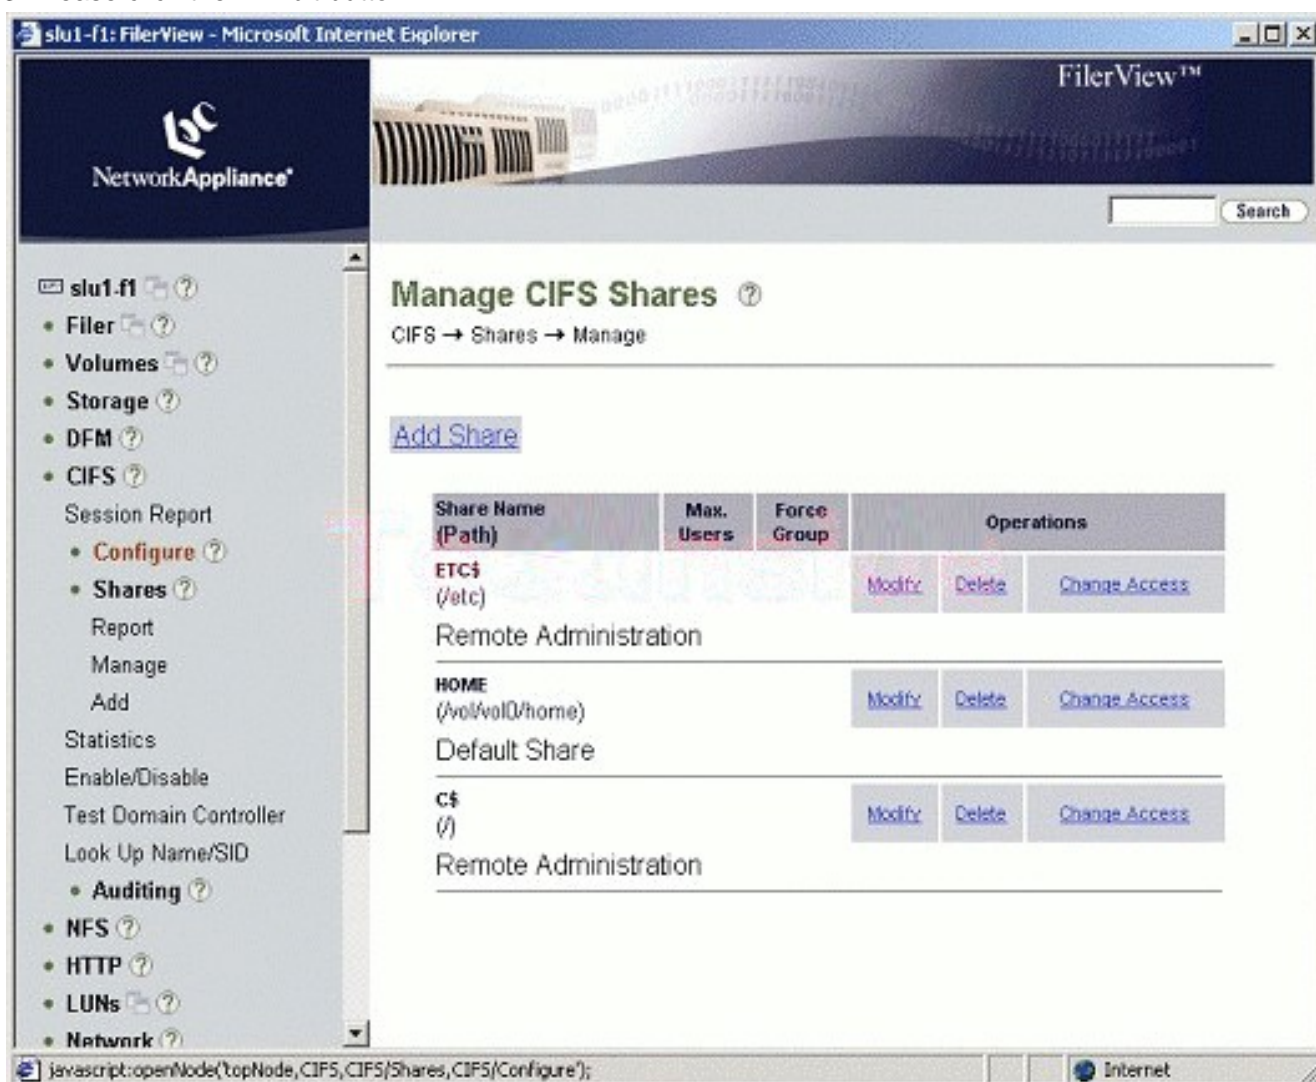 slu1-f1: FilerView - Microsoft Internet Explorer
NetworkAppliance®
FilerView™
Search
slu1-f1
Filer
Volumes
Storage
DFM
CIFS
Session Report
Configure
Shares
Report
Manage
Add
Statistics
Enable/Disable
Test Domain Controller
Look Up Name/SID
Auditing
NFS
HTTP
LUNs
Network
Manage CIFS Shares
CIFS → Shares → Manage
Add Share
Share Name (Path) Max. Users Force Group Operations
ETC$
(/etc)
Modify Delete Change Access
Remote Administration
HOME
(/vol/vol0/home)
Modify Delete Change Access
Default Share
C$
(/)
Modify Delete Change Access
Remote Administration
javascript:openNode('topNode,CIFS,CIFS/Shares,CIFS/Configure');
Internet